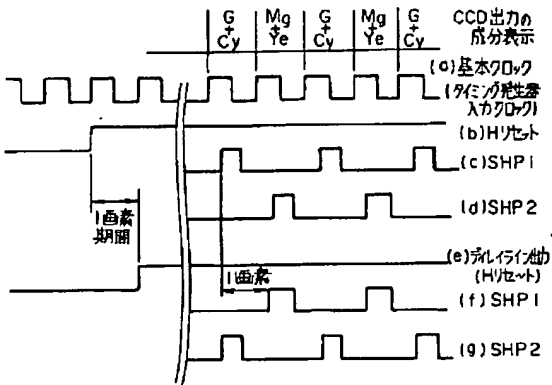 G + Cy
Mg + Ye
G + Cy
Mg + Ye
G + Cy
CCD出力の
成分表示
(a)基本クロック
(タイミング発生器
入力クロック)
(b)Hリセット
(c)SHP1
(d)SHP2
1画素
期間
(e)ディレイライン出力
(Hリセット)
1画素
(f)SHP1
(g)SHP2